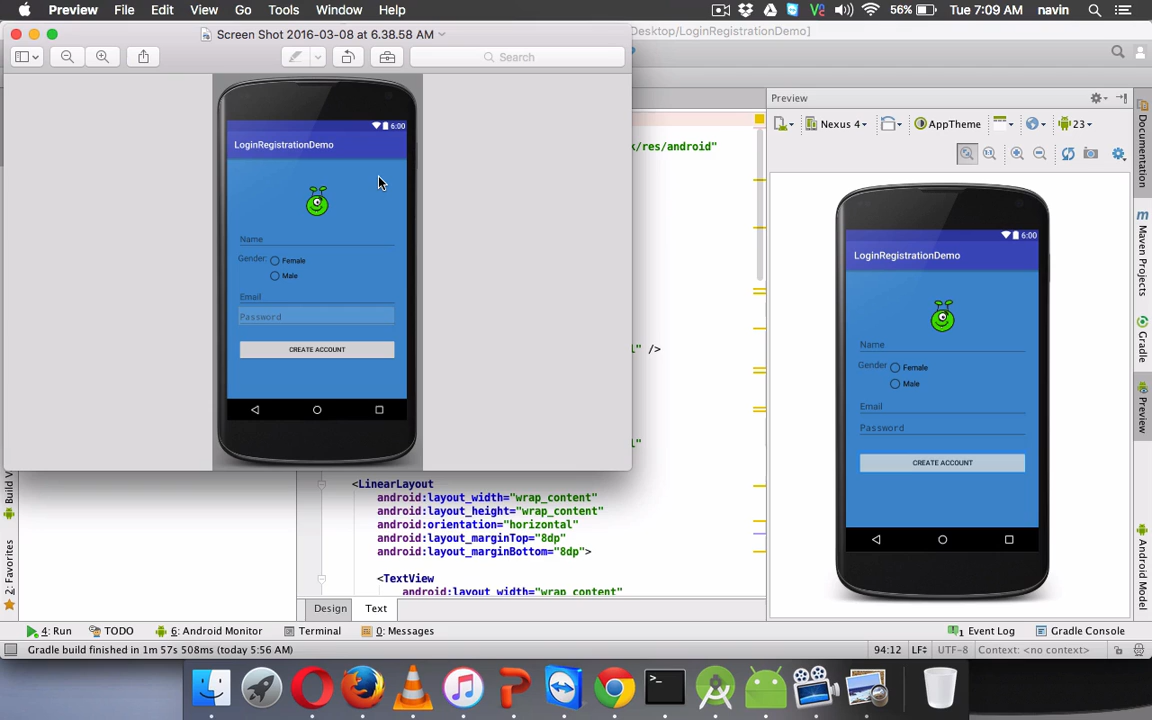 Preview File Edit View Go Tools Window Help
56% Tue 7:09 AM navin
Screen Shot 2016-03-08 at 6.38.58 AM
Desktop/LoginRegistrationDemo]
Search
6:00
LoginRegistrationDemo
Name
Gender:
Female
Male
Email
Password
CREATE ACCOUNT
k/res/android"
l" />
l"
<LinearLayout
android:layout_width="wrap_content"
android:layout_height="wrap_content"
android:orientation="horizontal"
android:layout_marginTop="8dp"
android:layout_marginBottom="8dp">
<TextView
android:layout_width="wrap_content"
Design Text
Preview
Nexus 4
AppTheme
23
6:00
LoginRegistrationDemo
Name
Gender
Female
Male
Email
Password
CREATE ACCOUNT
Documentation
Maven Projects
Gradle
Preview
Android Model
Build V
2: Favorites
4: Run TODO 6: Android Monitor Terminal 0: Messages
1 Event Log Gradle Console
Gradle build finished in 1m 57s 508ms (today 5:56 AM)
94:12 LF UTF-8 Context: <no context>